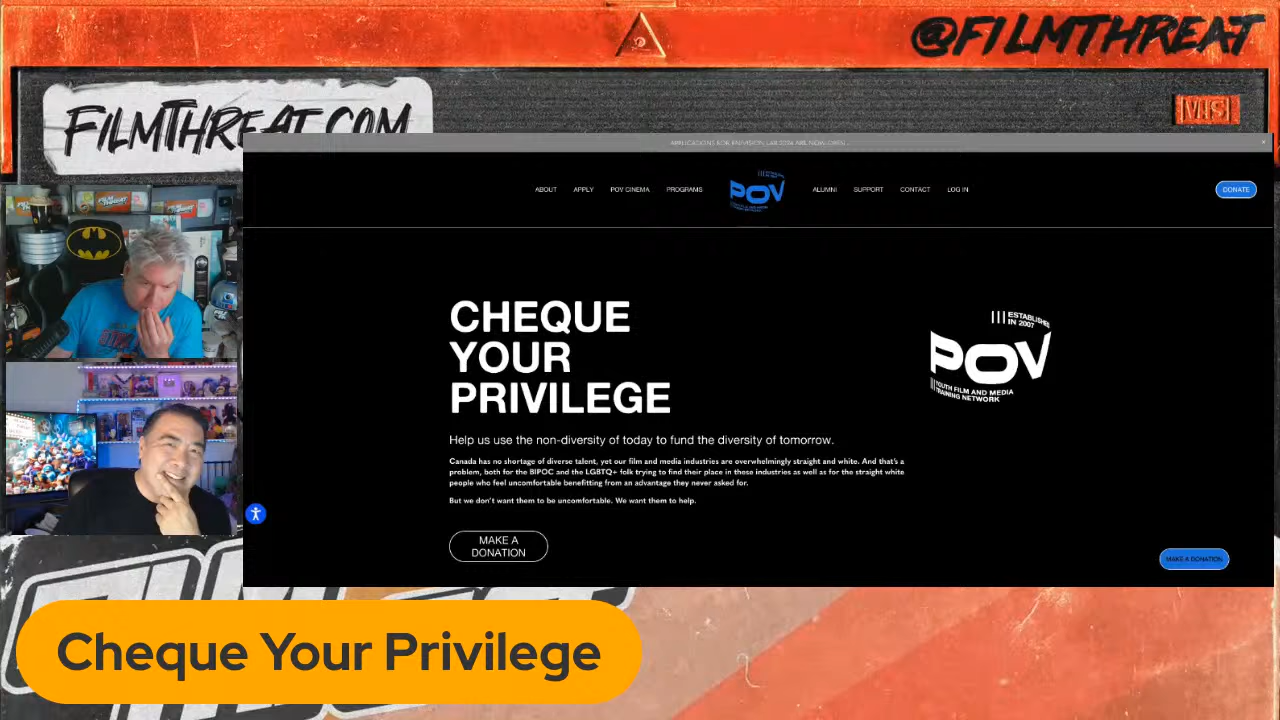 @FILMTHREAT
FILMTHREAT.COM
APPLICATIONS FOR
ARE NOW OPEN
ABOUT
APPLY
POV CINEMA
PROGRAMS
POV
ALUMNI
SUPPORT
CONTACT
LOG IN
DONATE
CHEQUE
YOUR
PRIVILEGE
ESTABLISHED
IN 2007
POV
YOUTH FILM AND MEDIA
TRAINING NETWORK
Help us use the non-diversity of today to fund the diversity of tomorrow.
Canada has no shortage of diverse talent, yet our film and media industries are overwhelmingly straight and white. And that's a
problem, both for the BIPOC and the LGBTQ+ folk trying to find their place in those industries as well as for the straight white
people who feel uncomfortable benefitting from an advantage they never asked for.
But we don't want them to be uncomfortable. We want them to help.
MAKE A
DONATION
MAKE A DONATION
Cheque Your Privilege